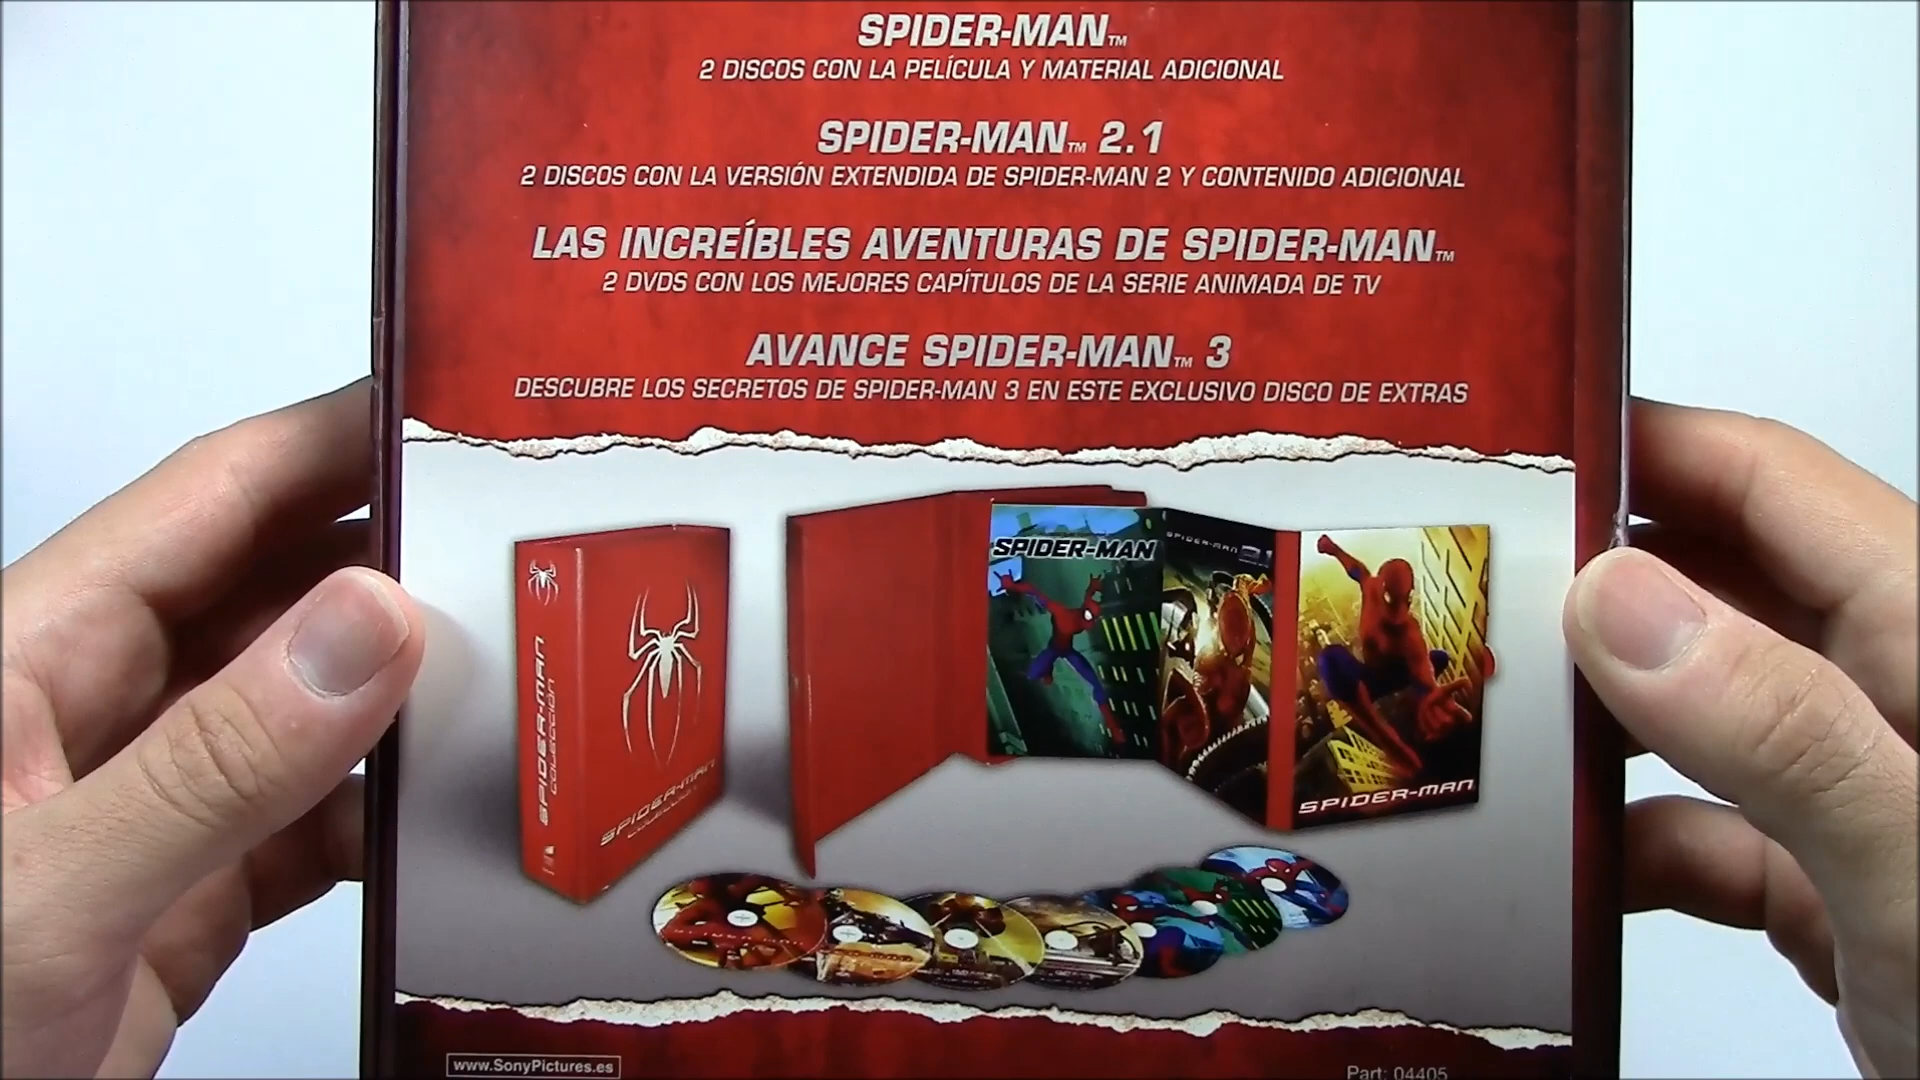 SPIDER-MAN™
2 DISCOS CON LA PELÍCULA Y MATERIAL ADICIONAL
SPIDER-MAN™ 2.1
2 DISCOS CON LA VERSIÓN EXTENDIDA DE SPIDER-MAN 2 Y CONTENIDO ADICIONAL
LAS INCREÍBLES AVENTURAS DE SPIDER-MAN™
2 DVDS CON LOS MEJORES CAPÍTULOS DE LA SERIE ANIMADA DE TV
AVANCE SPIDER-MAN™ 3
DESCUBRE LOS SECRETOS DE SPIDER-MAN 3 EN ESTE EXCLUSIVO DISCO DE EXTRAS
SPIDER-MAN
COLECCIÓN
SPIDER-MAN
COLECCIÓN
SPIDER-MAN
SPIDER-MAN 2.1
SPIDER-MAN
www.SonyPictures.es
Part: 04405